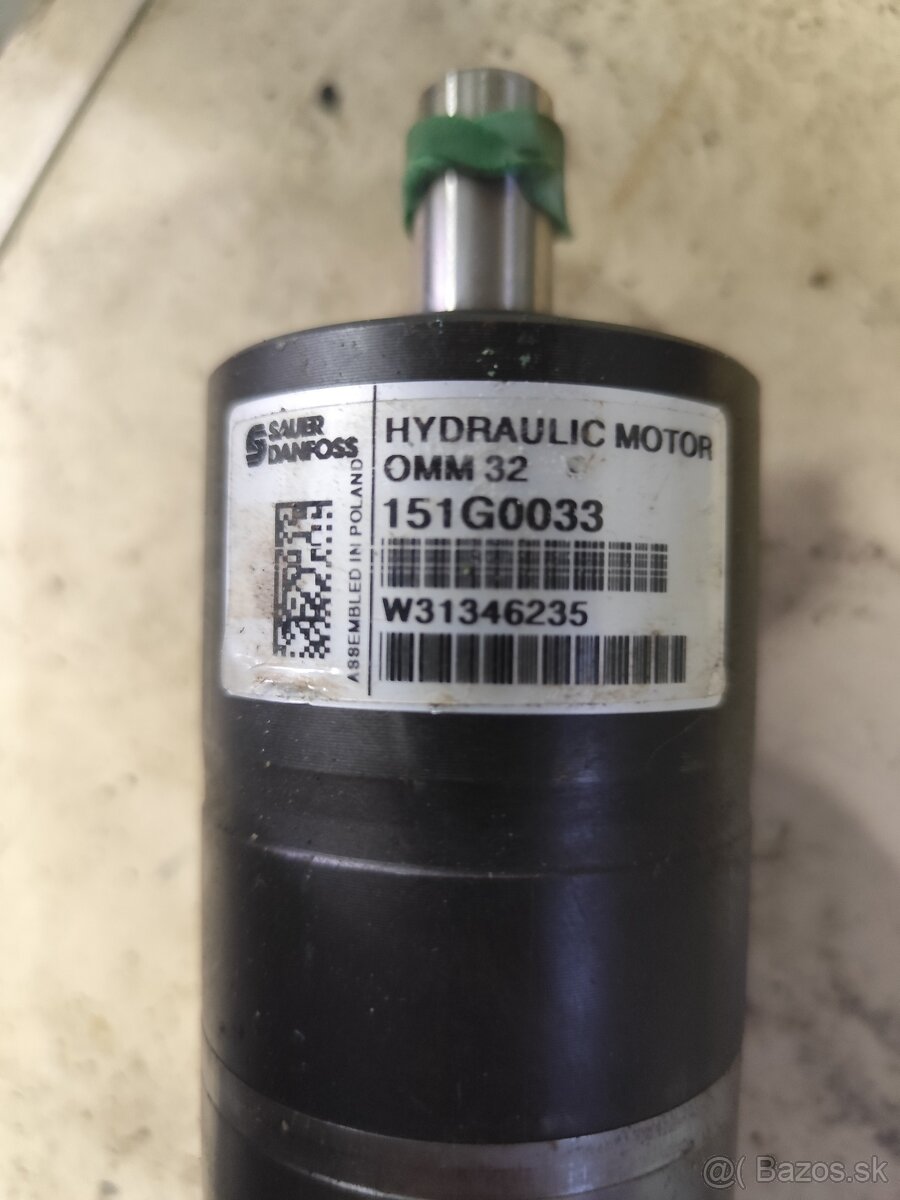 SAUER
DANFOSS
ASSEMBLED IN POLAND
HYDRAULIC MOTOR
OMM 32
151G0033
W31346235
@( Bazos.sk